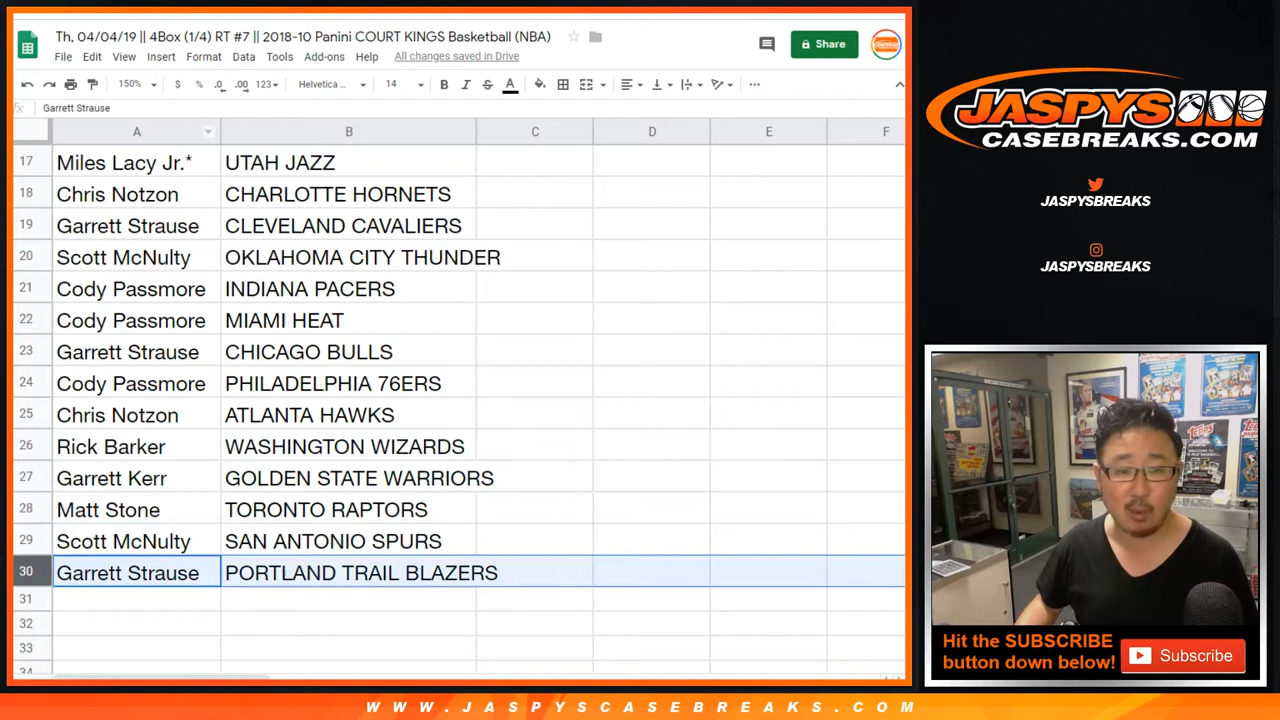 Th, 04/04/19 || 4Box (1/4) RT #7 || 2018-10 Panini COURT KINGS Basketball (NBA)
File Edit View Insert Format Data Tools Add-ons Help All changes saved in Drive
Share
150% $ % .0 .00 123 Helvetica... 14 B I S A
fx Garrett Strause
A B C D E F
17 Miles Lacy Jr.* UTAH JAZZ
18 Chris Notzon CHARLOTTE HORNETS
19 Garrett Strause CLEVELAND CAVALIERS
20 Scott McNulty OKLAHOMA CITY THUNDER
21 Cody Passmore INDIANA PACERS
22 Cody Passmore MIAMI HEAT
23 Garrett Strause CHICAGO BULLS
24 Cody Passmore PHILADELPHIA 76ERS
25 Chris Notzon ATLANTA HAWKS
26 Rick Barker WASHINGTON WIZARDS
27 Garrett Kerr GOLDEN STATE WARRIORS
28 Matt Stone TORONTO RAPTORS
29 Scott McNulty SAN ANTONIO SPURS
30 Garrett Strause PORTLAND TRAIL BLAZERS
31
32
33
34
JASPYS
CASEBREAKS.COM
JASPYSBREAKS
JASPYSBREAKS
TOPPS
Hit the SUBSCRIBE
button down below!
Subscribe
WWW.JASPYSCASEBREAKS.COM